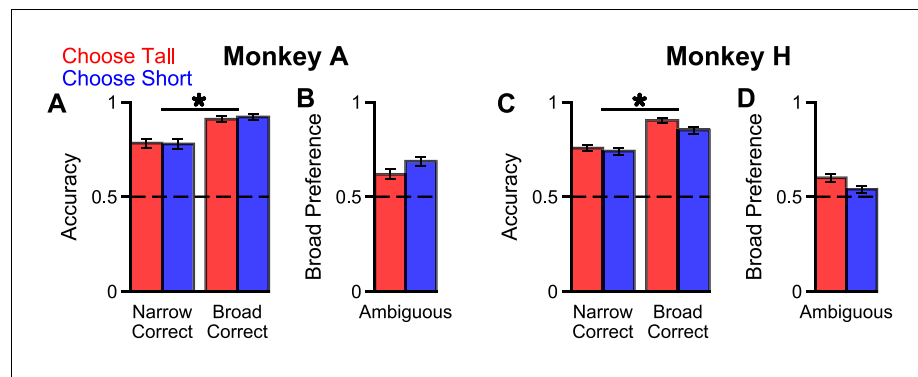 Choose Tall
Choose Short
Monkey A
Monkey H
A
*
1
0.5
0
Accuracy
Narrow Correct
Broad Correct
B
1
0.5
0
Broad Preference
Ambiguous
C
*
1
0.5
0
Accuracy
Narrow Correct
Broad Correct
D
1
0.5
0
Broad Preference
Ambiguous